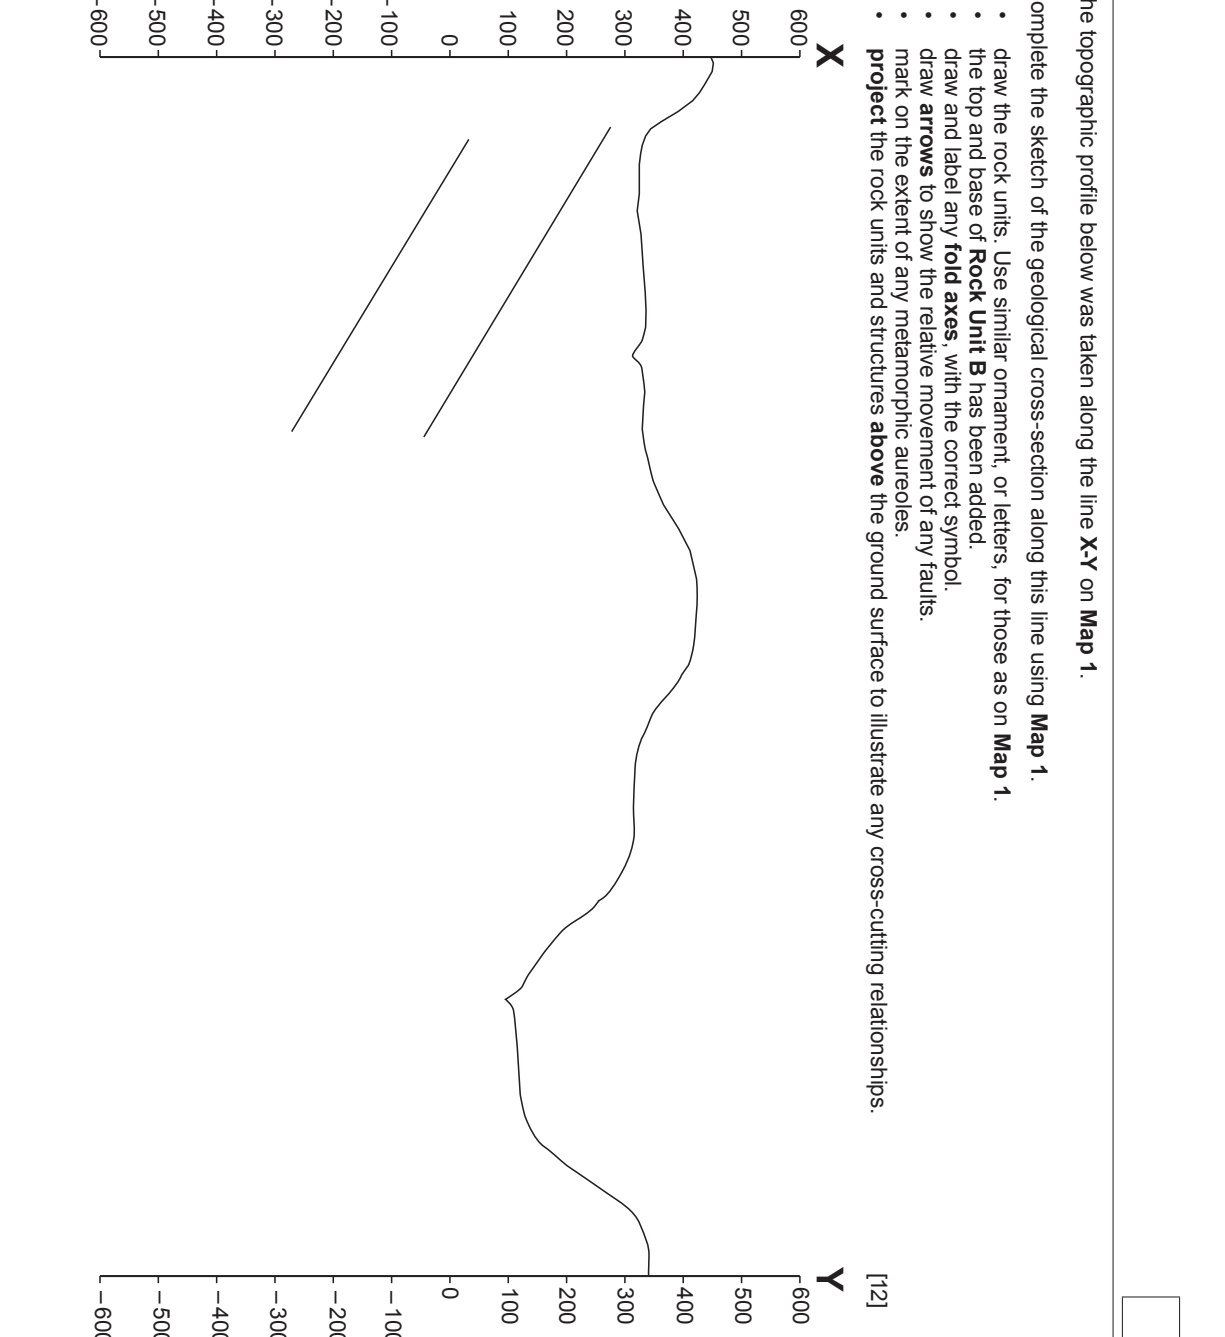 he topographic profile below was taken along the line X-Y on Map 1.
omplete the sketch of the geological cross-section along this line using Map 1.
• draw the rock units. Use similar ornament, or letters, for those as on Map 1.
• the top and base of Rock Unit B has been added.
• draw and label any fold axes, with the correct symbol.
• draw arrows to show the relative movement of any faults.
• mark on the extent of any metamorphic aureoles.
• project the rock units and structures above the ground surface to illustrate any cross-cutting relationships.
[12]
X
Y
600
600
500
500
400
400
300
300
200
200
100
100
0
0
-100
-100
-200
-200
-300
-300
-400
-400
-500
-500
-600
-600